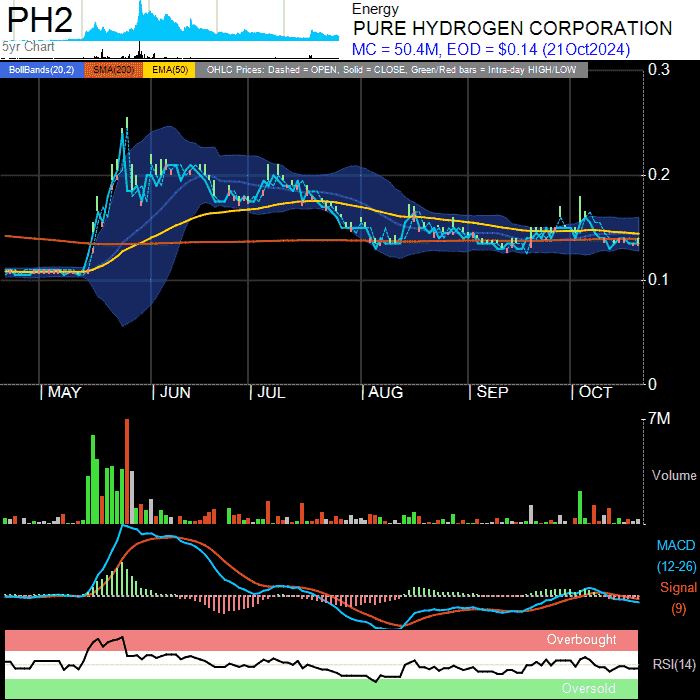 PH2
5yr Chart
Energy
PURE HYDROGEN CORPORATION
MC = 50.4M, EOD = $0.14 (21Oct2024)
BollBands(20,2) SMA(200) EMA(50) OHLC Prices: Dashed = OPEN, Solid = CLOSE, Green/Red bars = Intra-day HIGH/LOW
0.3
0.2
0.1
0
MAY JUN JUL AUG SEP OCT
7M
Volume
MACD
(12-26)
Signal
(9)
Overbought
RSI(14)
Oversold